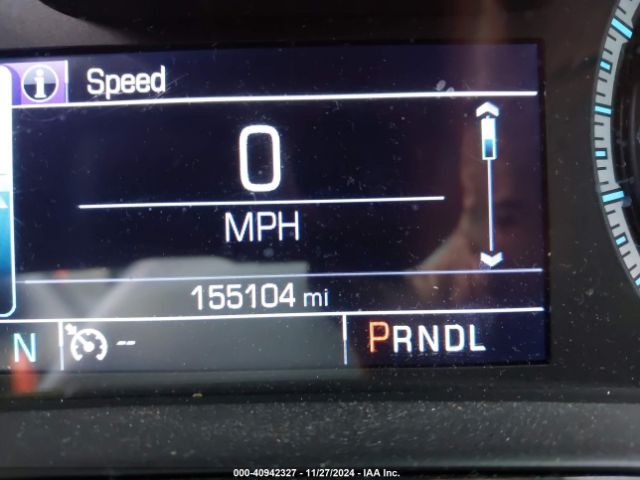 Speed
0
MPH
155104 mi
N
--
PRNDL
000-40942327 - 11/27/2024 - IAA Inc.